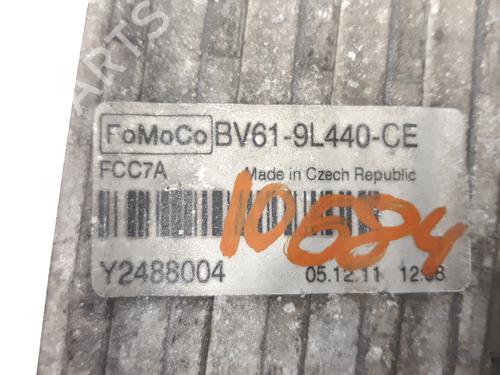 FoMoCo BV61-9L440-CE
FCC7A Made in Czech Republic
10684
Y2488004 05.12.11 12:08